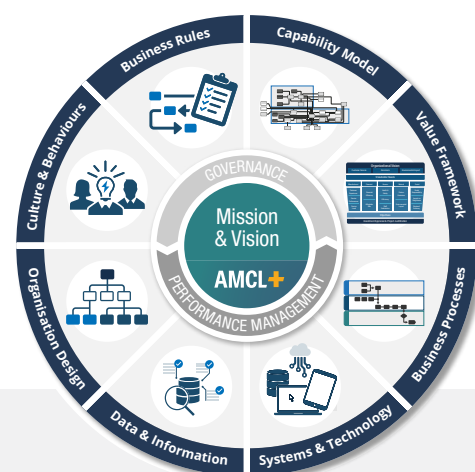 Business Rules
Capability Model
Value Framework
Business Processes
Systems & Technology
Data & Information
Organisation Design
Culture & Behaviours
GOVERNANCE
Mission
& Vision
AMCL+
PERFORMANCE MANAGEMENT